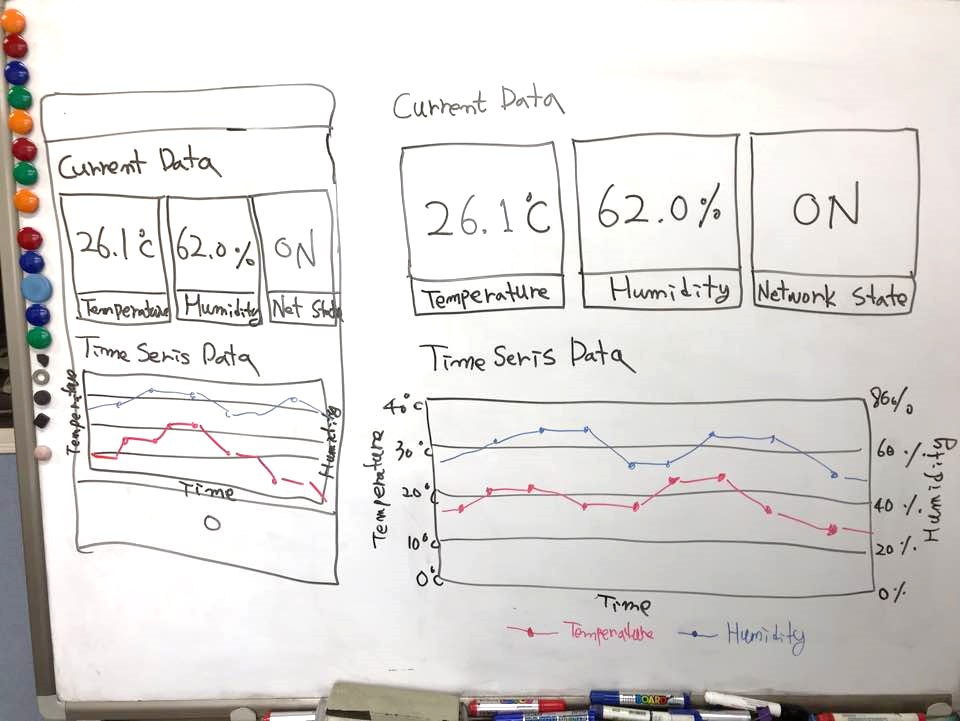 Current Data
26.1°C
62.0%
ON
Temperature
Humidity
Net State
Time Seris Data
Temperature
Humidity
Time
Current Data
26.1°C
62.0%
ON
Temperature
Humidity
Network State
Time Seris Data
40°C
30°C
20°C
10°C
0°C
Temperature
60%
40%
20%
0%
Humidity
Time
Temperature
Humidity
BOARD